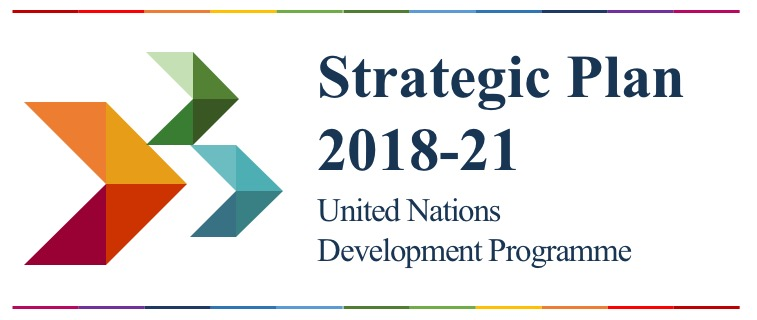 Strategic Plan
2018-21
United Nations
Development Programme